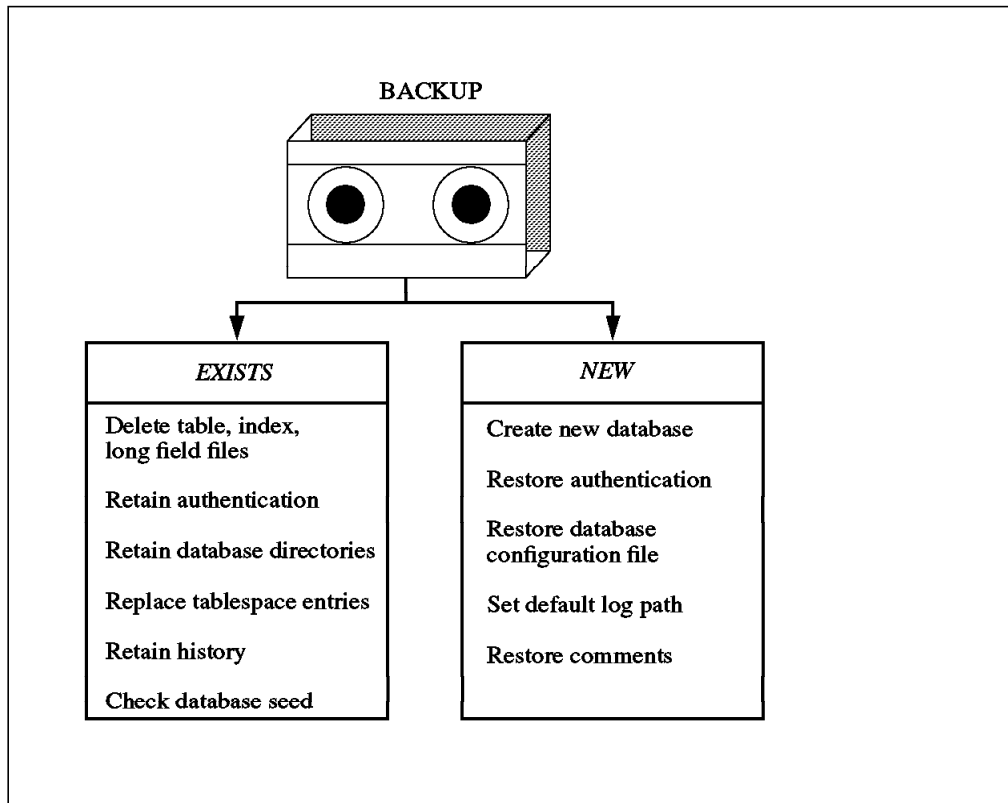 BACKUP
EXISTS
Delete table, index,
long field files
Retain authentication
Retain database directories
Replace tablespace entries
Retain history
Check database seed
NEW
Create new database
Restore authentication
Restore database
configuration file
Set default log path
Restore comments